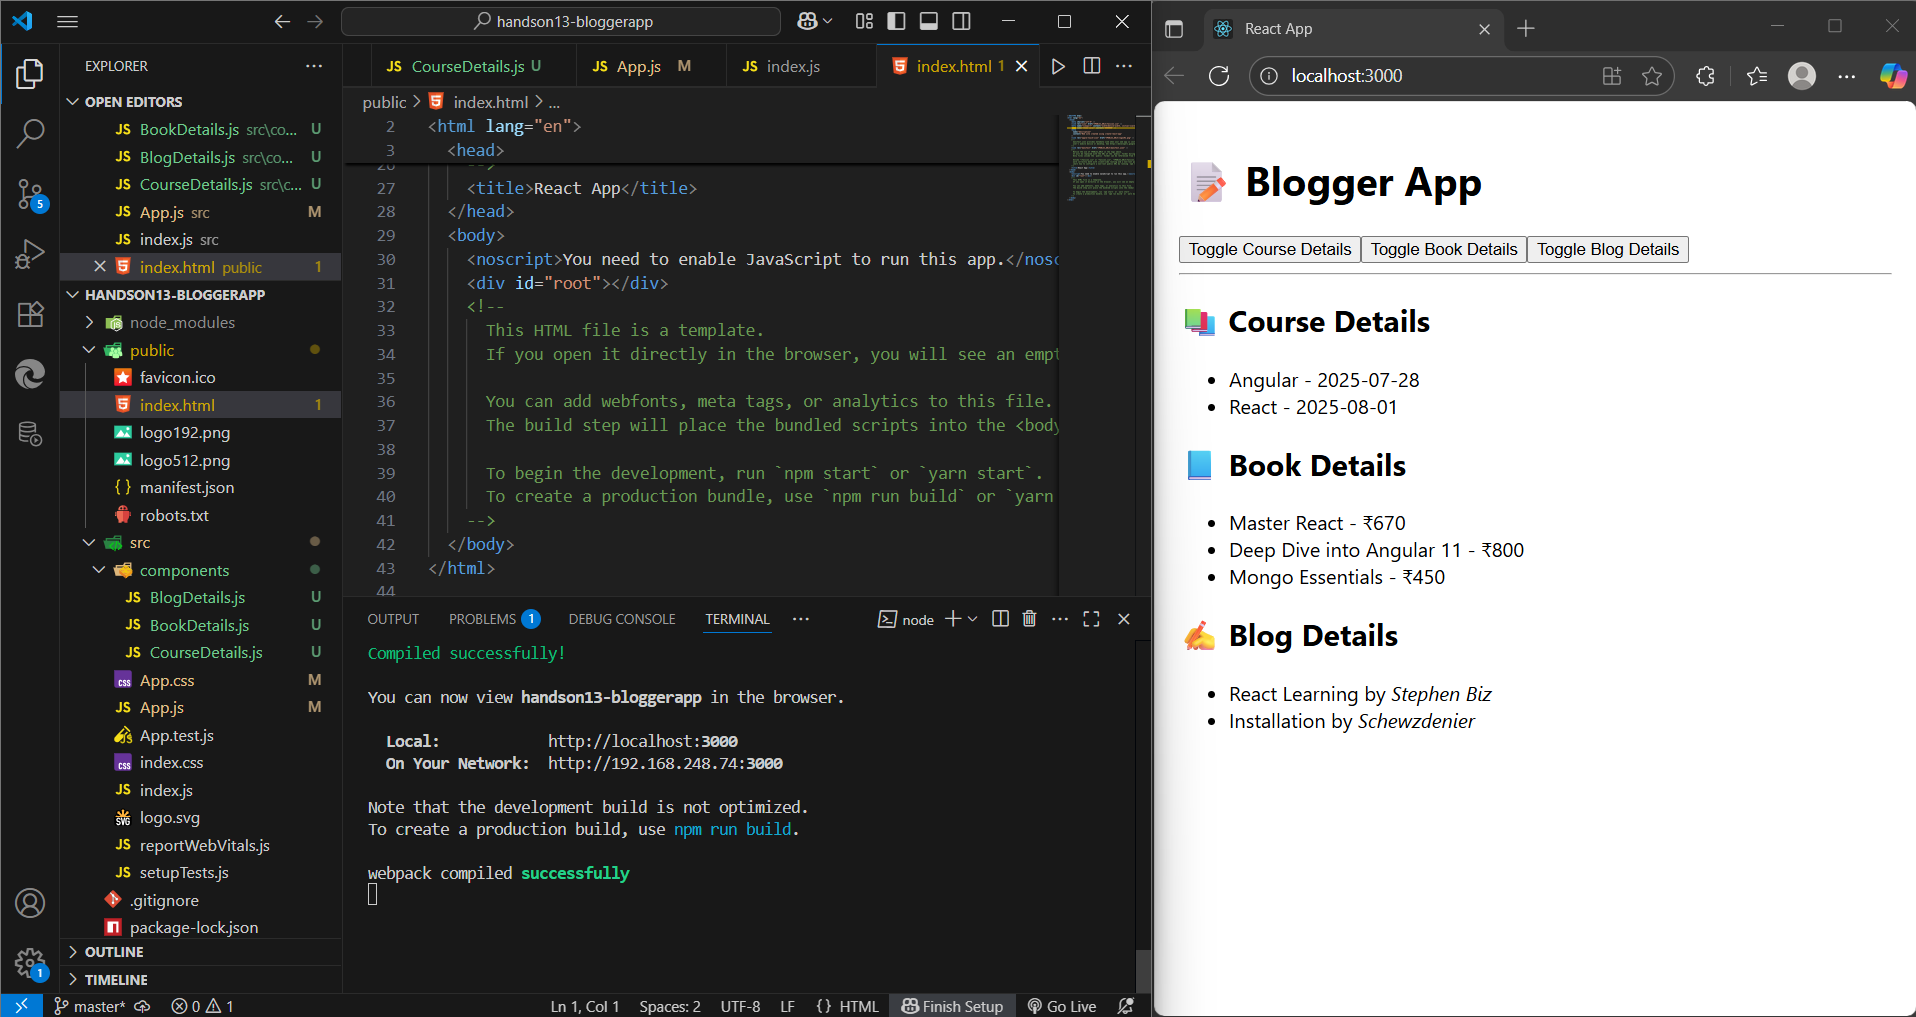 handson13-bloggerapp
EXPLORER
OPEN EDITORS
JS BookDetails.js src\co... U
JS BlogDetails.js src\co... U
JS CourseDetails.js src\c... U
JS App.js src M
JS index.js src
index.html public 1
HANDSON13-BLOGGERAPP
node_modules
public
favicon.ico
index.html 1
logo192.png
logo512.png
{} manifest.json
robots.txt
src
components
JS BlogDetails.js U
JS BookDetails.js U
JS CourseDetails.js U
App.css M
JS App.js M
App.test.js
index.css
JS index.js
logo.svg
JS reportWebVitals.js
JS setupTests.js
.gitignore
package-lock.json
OUTLINE
TIMELINE
5
1
JS CourseDetails.js U
JS App.js M
JS index.js
index.html 1
public > index.html > ...
2 <html lang="en">
3 <head>
26 -->
27 <title>React App</title>
28 </head>
29 <body>
30 <noscript>You need to enable JavaScript to run this app.</nosc
31 <div id="root"></div>
32 <!--
33 This HTML file is a template.
34 If you open it directly in the browser, you will see an empt
35
36 You can add webfonts, meta tags, or analytics to this file.
37 The build step will place the bundled scripts into the <body
38
39 To begin the development, run `npm start` or `yarn start`.
40 To create a production bundle, use `npm run build` or `yarn
41 -->
42 </body>
43 </html>
44
OUTPUT PROBLEMS 1 DEBUG CONSOLE TERMINAL ... node
Compiled successfully!
You can now view handson13-bloggerapp in the browser.
Local: http://localhost:3000
On Your Network: http://192.168.248.74:3000
Note that the development build is not optimized.
To create a production build, use npm run build.
webpack compiled successfully
master* 0 1 Ln 1, Col 1 Spaces: 2 UTF-8 LF {} HTML Finish Setup Go Live
React App
localhost:3000
Blogger App
Toggle Course Details Toggle Book Details Toggle Blog Details
Course Details
• Angular - 2025-07-28
• React - 2025-08-01
Book Details
• Master React - ₹670
• Deep Dive into Angular 11 - ₹800
• Mongo Essentials - ₹450
Blog Details
• React Learning by Stephen Biz
• Installation by Schewzdenier